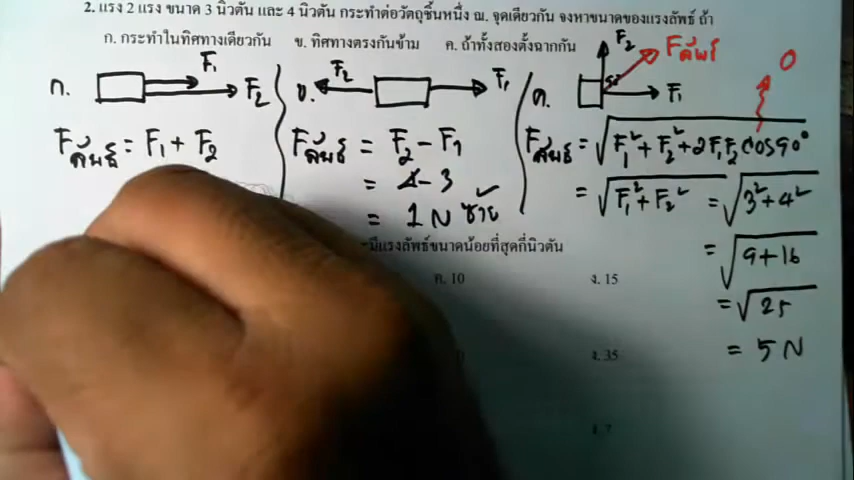 2. แรง 2 แรง ขนาด 3 นิวตัน และ 4 นิวตัน กระทำต่อวัตถุชิ้นหนึ่ง ณ. จุดเดียวกัน จงหาขนาดของแรงลัพธ์ ถ้า
ก. กระทำในทิศทางเดียวกัน ข. ทิศทางตรงกันข้าม ค. ถ้าทั้งสองตั้งฉากกัน
ก. F₁ F₂
Fลัพธ์ = F₁ + F₂
ข. F₂ F₁
Fลัพธ์ = F₂ - F₁
= 4-3
= 1 N ซ้าย
ค. F₂ Fลัพธ์ F₁ 0
Fลัพธ์ = √F₁² + F₂² + 2F₁F₂ cos90°
= √F₁² + F₂² = √3² + 4²
= √9+16
= √25
= 5 N
มีแรงลัพธ์ขนาดน้อยที่สุดกี่นิวตัน
ค. 10 ง. 15
ง. 35